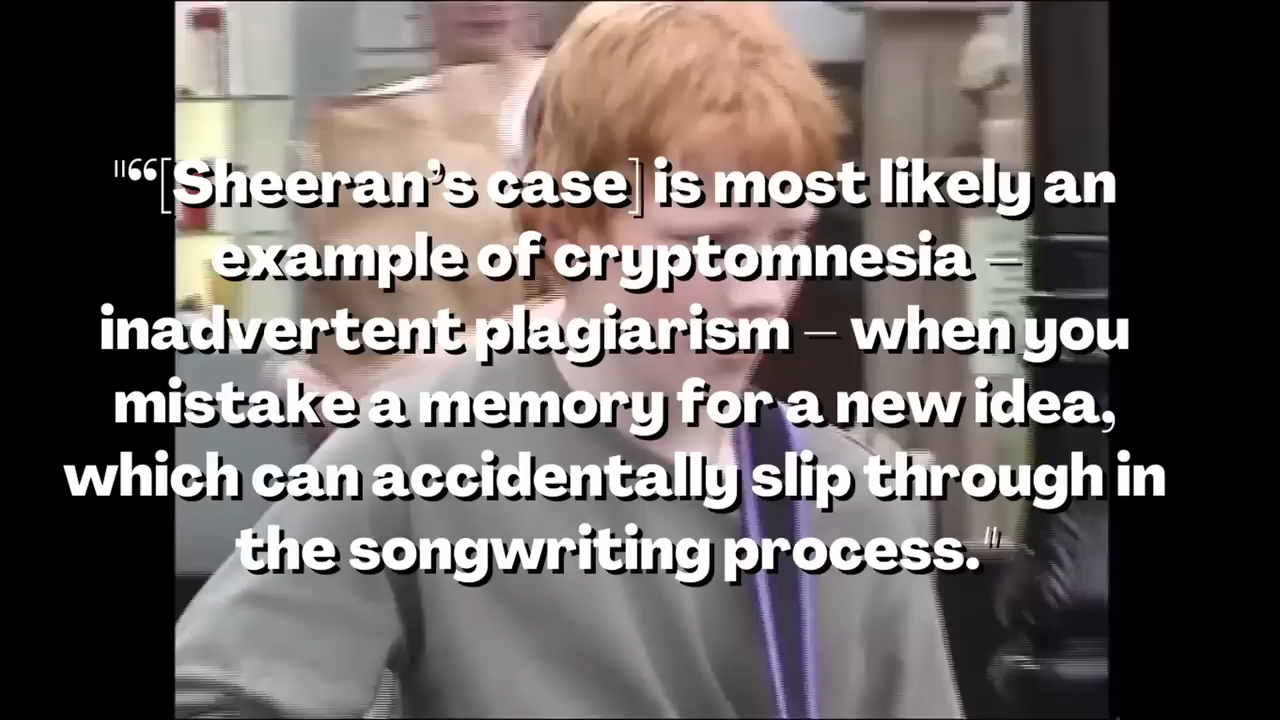 "“[Sheeran’s case] is most likely an
example of cryptomnesia –
inadvertent plagiarism – when you
mistake a memory for a new idea,
which can accidentally slip through in
the songwriting process."